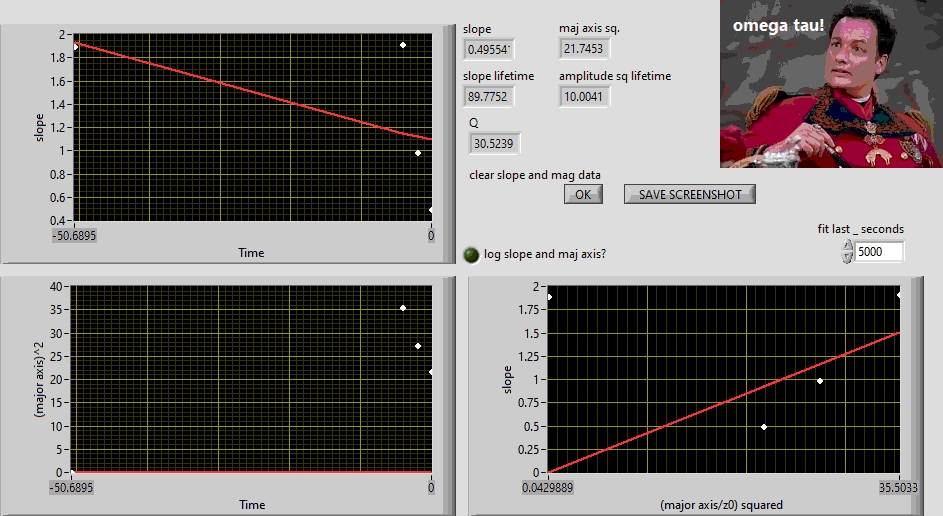 omega tau!
slope
maj axis sq.
0.49554
21.7453
slope lifetime
amplitude sq lifetime
89.7752
10.0041
Q
30.5239
clear slope and mag data
OK
SAVE SCREENSHOT
fit last _ seconds
5000
log slope and maj axis?
slope
2
1.8
1.6
1.4
1.2
1
0.8
0.6
0.4
-50.6895
0
Time
(major axis)^2
40
35
30
25
20
15
10
5
0
-50.6895
0
Time
slope
2
1.75
1.5
1.25
1
0.75
0.5
0.25
0
0.0429889
35.5033
(major axis/z0) squared